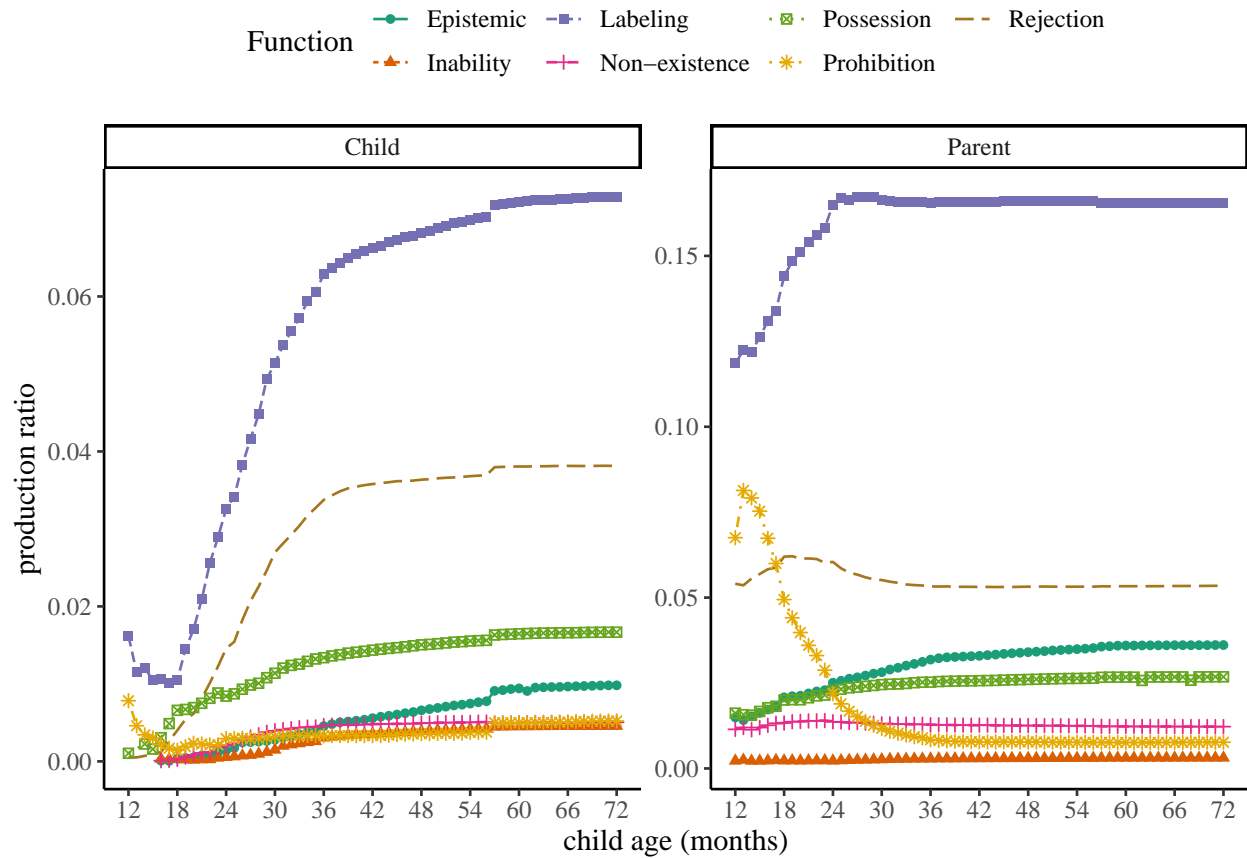 Function
Epistemic Labeling Possession Rejection
Inability Non−existence Prohibition
Child Parent
production ratio
0.06
0.04
0.02
0.00
0.15
0.10
0.05
0.00
12 18 24 30 36 42 48 54 60 66 72 12 18 24 30 36 42 48 54 60 66 72
child age (months)